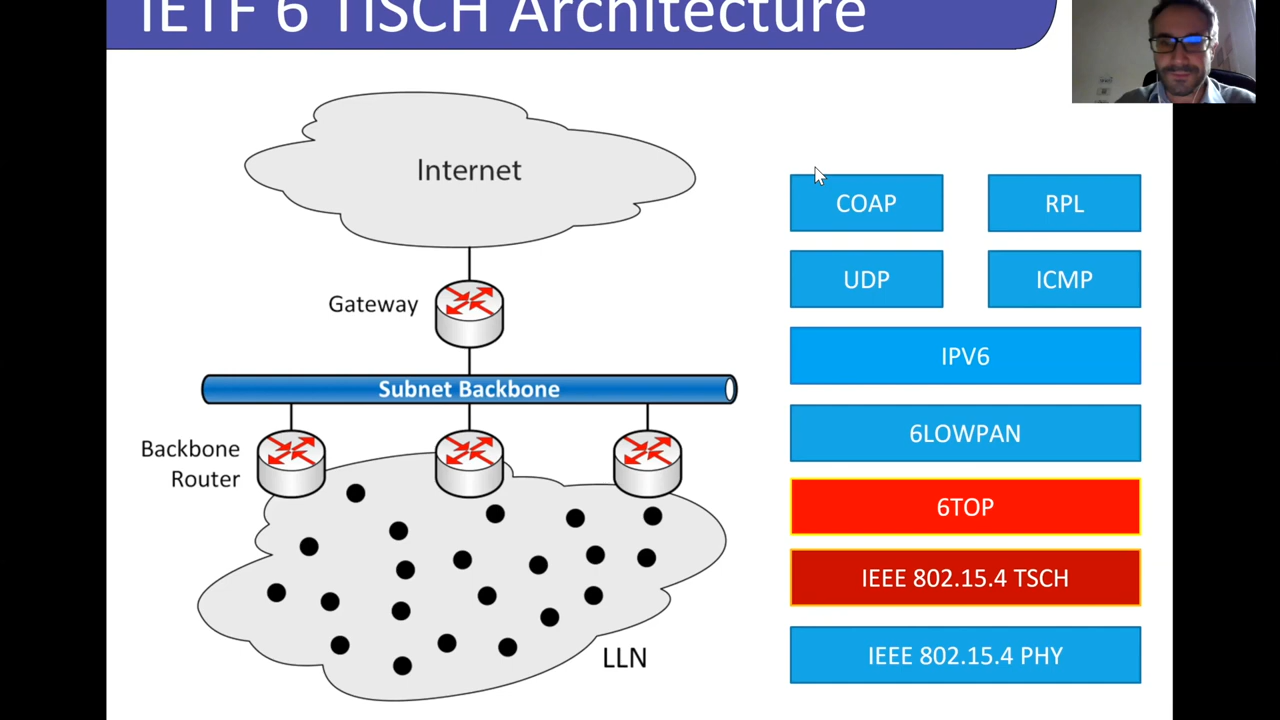 IETF 6 TISCH Architecture
Internet
Gateway
Subnet Backbone
Backbone
Router
LLN
COAP
RPL
UDP
ICMP
IPV6
6LOWPAN
6TOP
IEEE 802.15.4 TSCH
IEEE 802.15.4 PHY